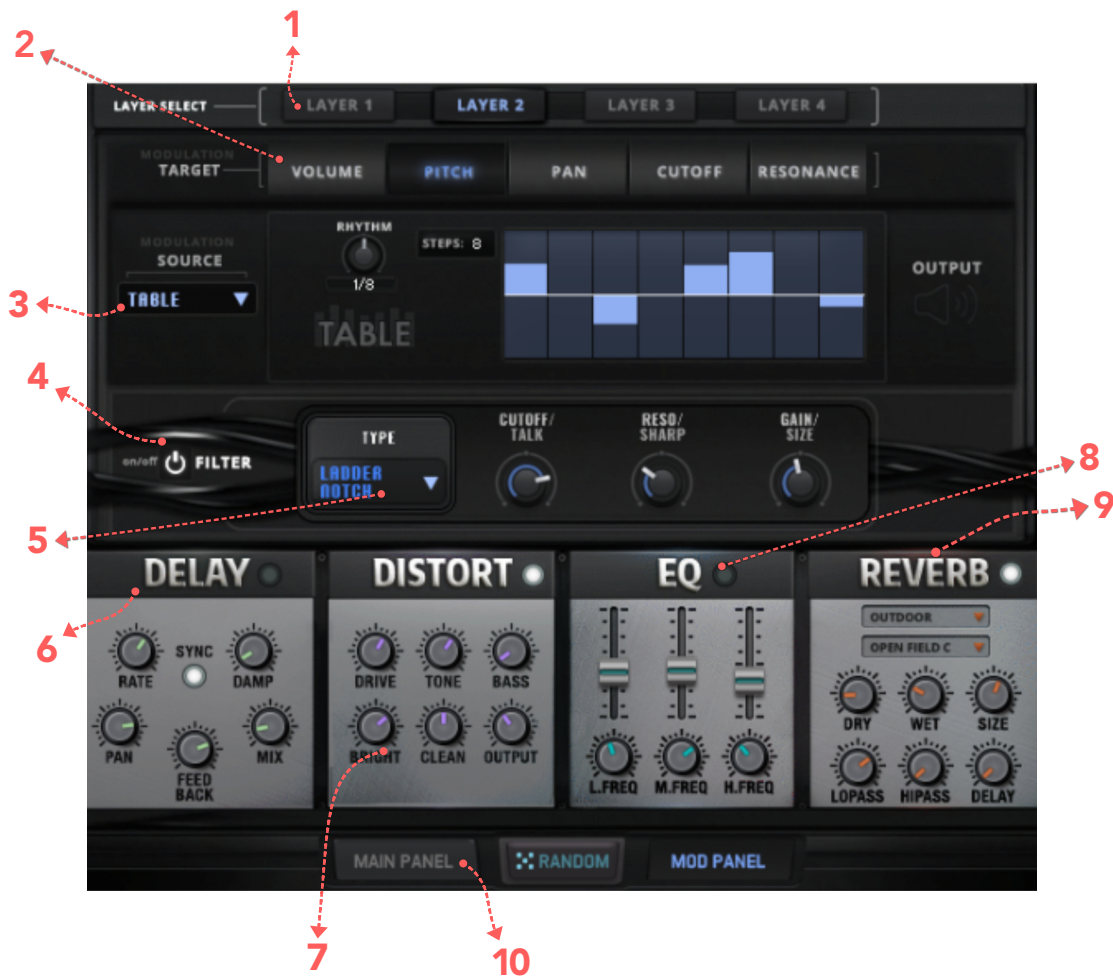 1
2
LAYER SELECT LAYER 1 LAYER 2 LAYER 3 LAYER 4
MODULATION
TARGET VOLUME PITCH PAN CUTOFF RESONANCE
RHYTHM
STEPS: 8
1/8
TABLE
MODULATION
SOURCE
TABLE
OUTPUT
3
4
on/off FILTER
TYPE
LADDER
NOTCH
CUTOFF/
TALK
RESO/
SHARP
GAIN/
SIZE
8
9
5
DELAY
RATE
SYNC
DAMP
PAN
FEED
BACK
MIX
6
DISTORT
DRIVE TONE BASS
BRIGHT CLEAN OUTPUT
EQ
L.FREQ M.FREQ H.FREQ
REVERB
OUTDOOR
OPEN FIELD C
DRY WET SIZE
LOPASS HIPASS DELAY
MAIN PANEL RANDOM MOD PANEL
7
10